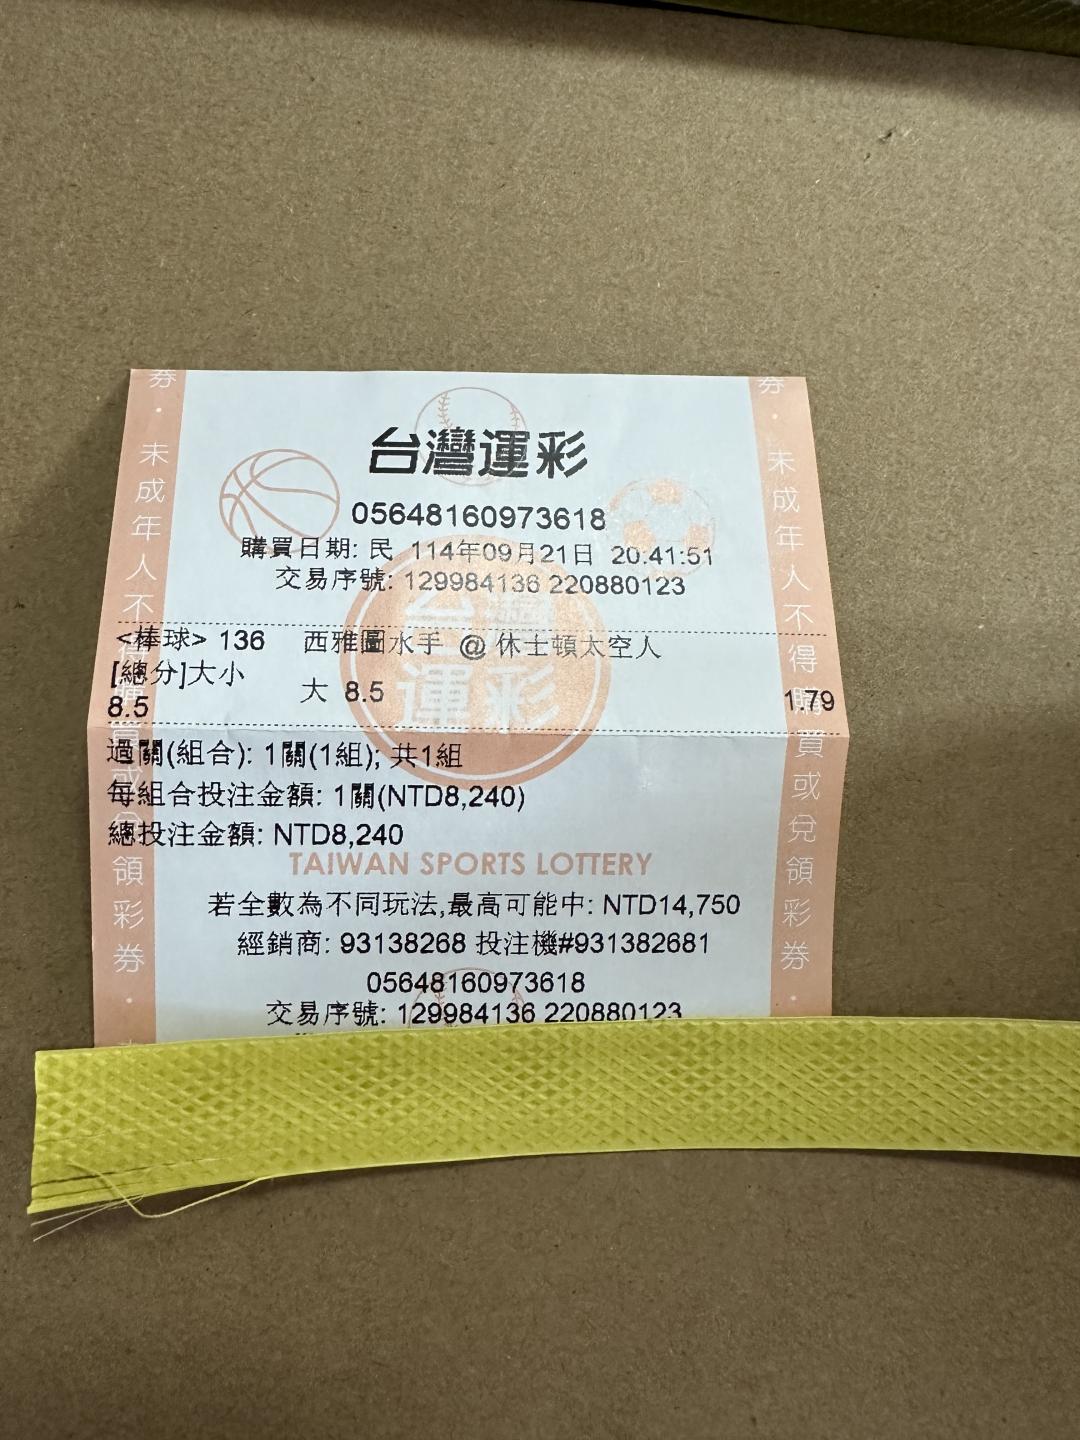 台灣運彩
05648160973618
購買日期: 民 114年09月21日 20:41:51
交易序號: 129984136 220880123
<棒球> 136 西雅圖水手 @ 休士頓太空人
[總分]大小
8.5 大 8.5 1.79
過關(組合): 1關(1組); 共1組
每組合投注金額: 1關(NTD8,240)
總投注金額: NTD8,240
TAIWAN SPORTS LOTTERY
若全數為不同玩法,最高可能中: NTD14,750
經銷商: 93138268 投注機#931382681
05648160973618
交易序號: 129984136 220880123
券・未成年人不得購買或兌領彩券・
券・未成年人不得購買或兌領彩券・
台灣運彩